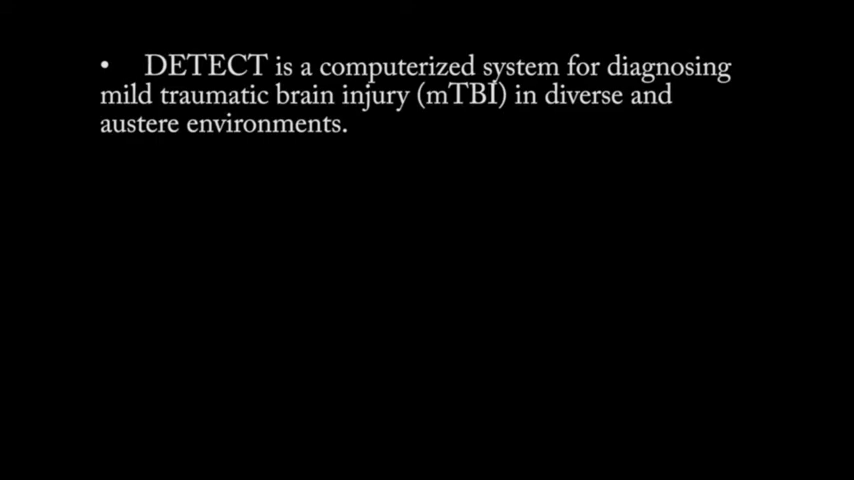 • DETECT is a computerized system for diagnosing
mild traumatic brain injury (mTBI) in diverse and
austere environments.